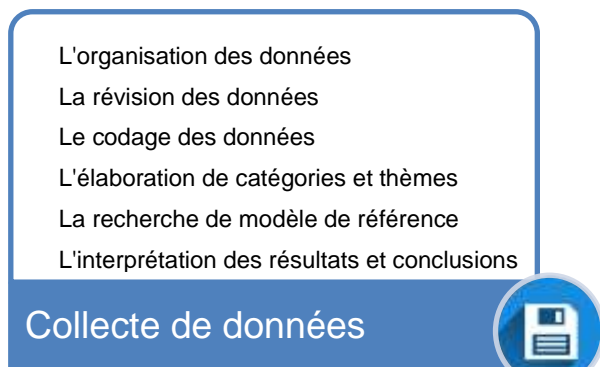 L'organisation des données
La révision des données
Le codage des données
L'élaboration de catégories et thèmes
La recherche de modèle de référence
L'interprétation des résultats et conclusions
Collecte de données